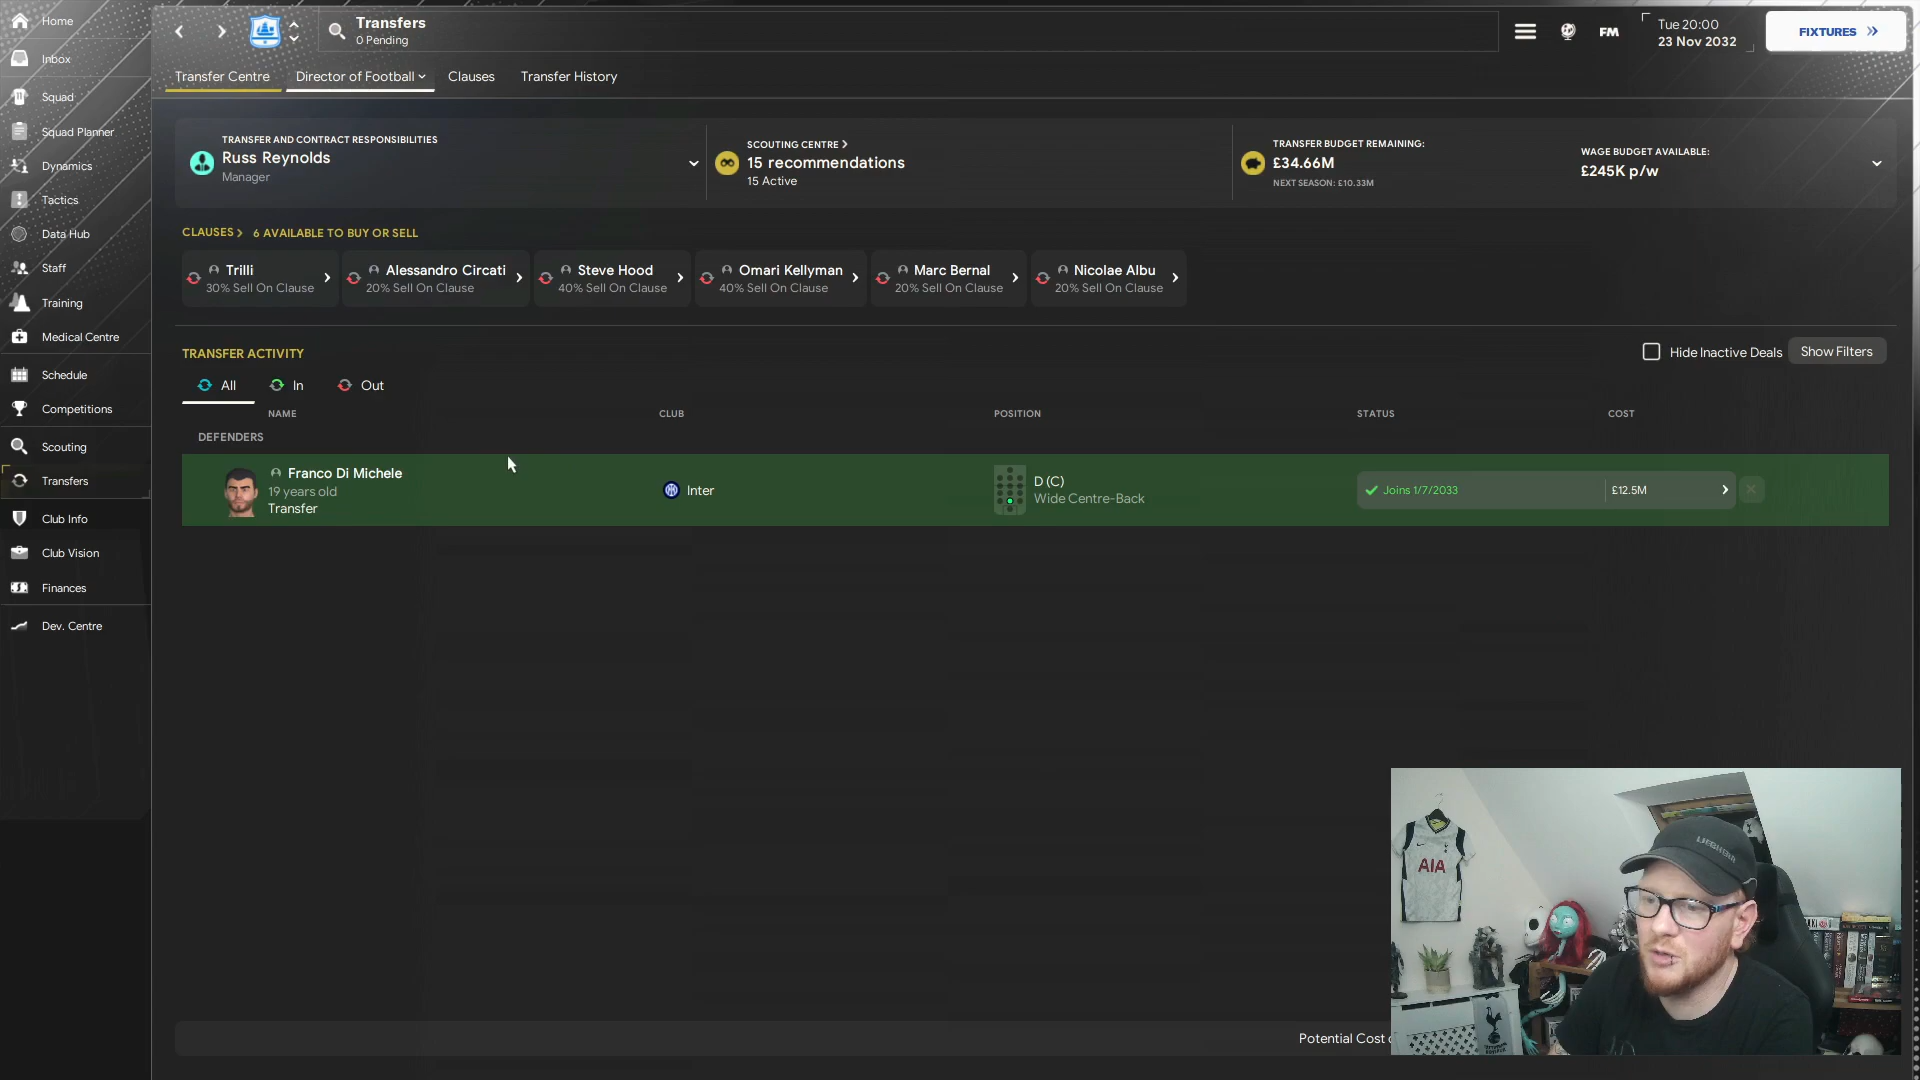 Home
Inbox
Squad
Squad Planner
Dynamics
Tactics
Data Hub
Staff
Training
Medical Centre
Schedule
Competitions
Scouting
Transfers
Club Info
Club Vision
Finances
Dev. Centre
Transfers
0 Pending
FM
Tue 20:00
23 Nov 2032
FIXTURES
Transfer Centre
Director of Football
Clauses
Transfer History
TRANSFER AND CONTRACT RESPONSIBILITIES
Russ Reynolds
Manager
SCOUTING CENTRE
15 recommendations
15 Active
TRANSFER BUDGET REMAINING:
£34.66M
NEXT SEASON: £10.33M
WAGE BUDGET AVAILABLE:
£245K p/w
CLAUSES 6 AVAILABLE TO BUY OR SELL
Trilli
30% Sell On Clause
Alessandro Circati
20% Sell On Clause
Steve Hood
40% Sell On Clause
Omari Kellyman
40% Sell On Clause
Marc Bernal
20% Sell On Clause
Nicolae Albu
20% Sell On Clause
TRANSFER ACTIVITY
Hide Inactive Deals
Show Filters
All
In
Out
NAME CLUB POSITION STATUS COST
DEFENDERS
Franco Di Michele
19 years old
Transfer
Inter
D (C)
Wide Centre-Back
Joins 1/7/2033
£12.5M
Potential Cost
AIA
LIEBHERR